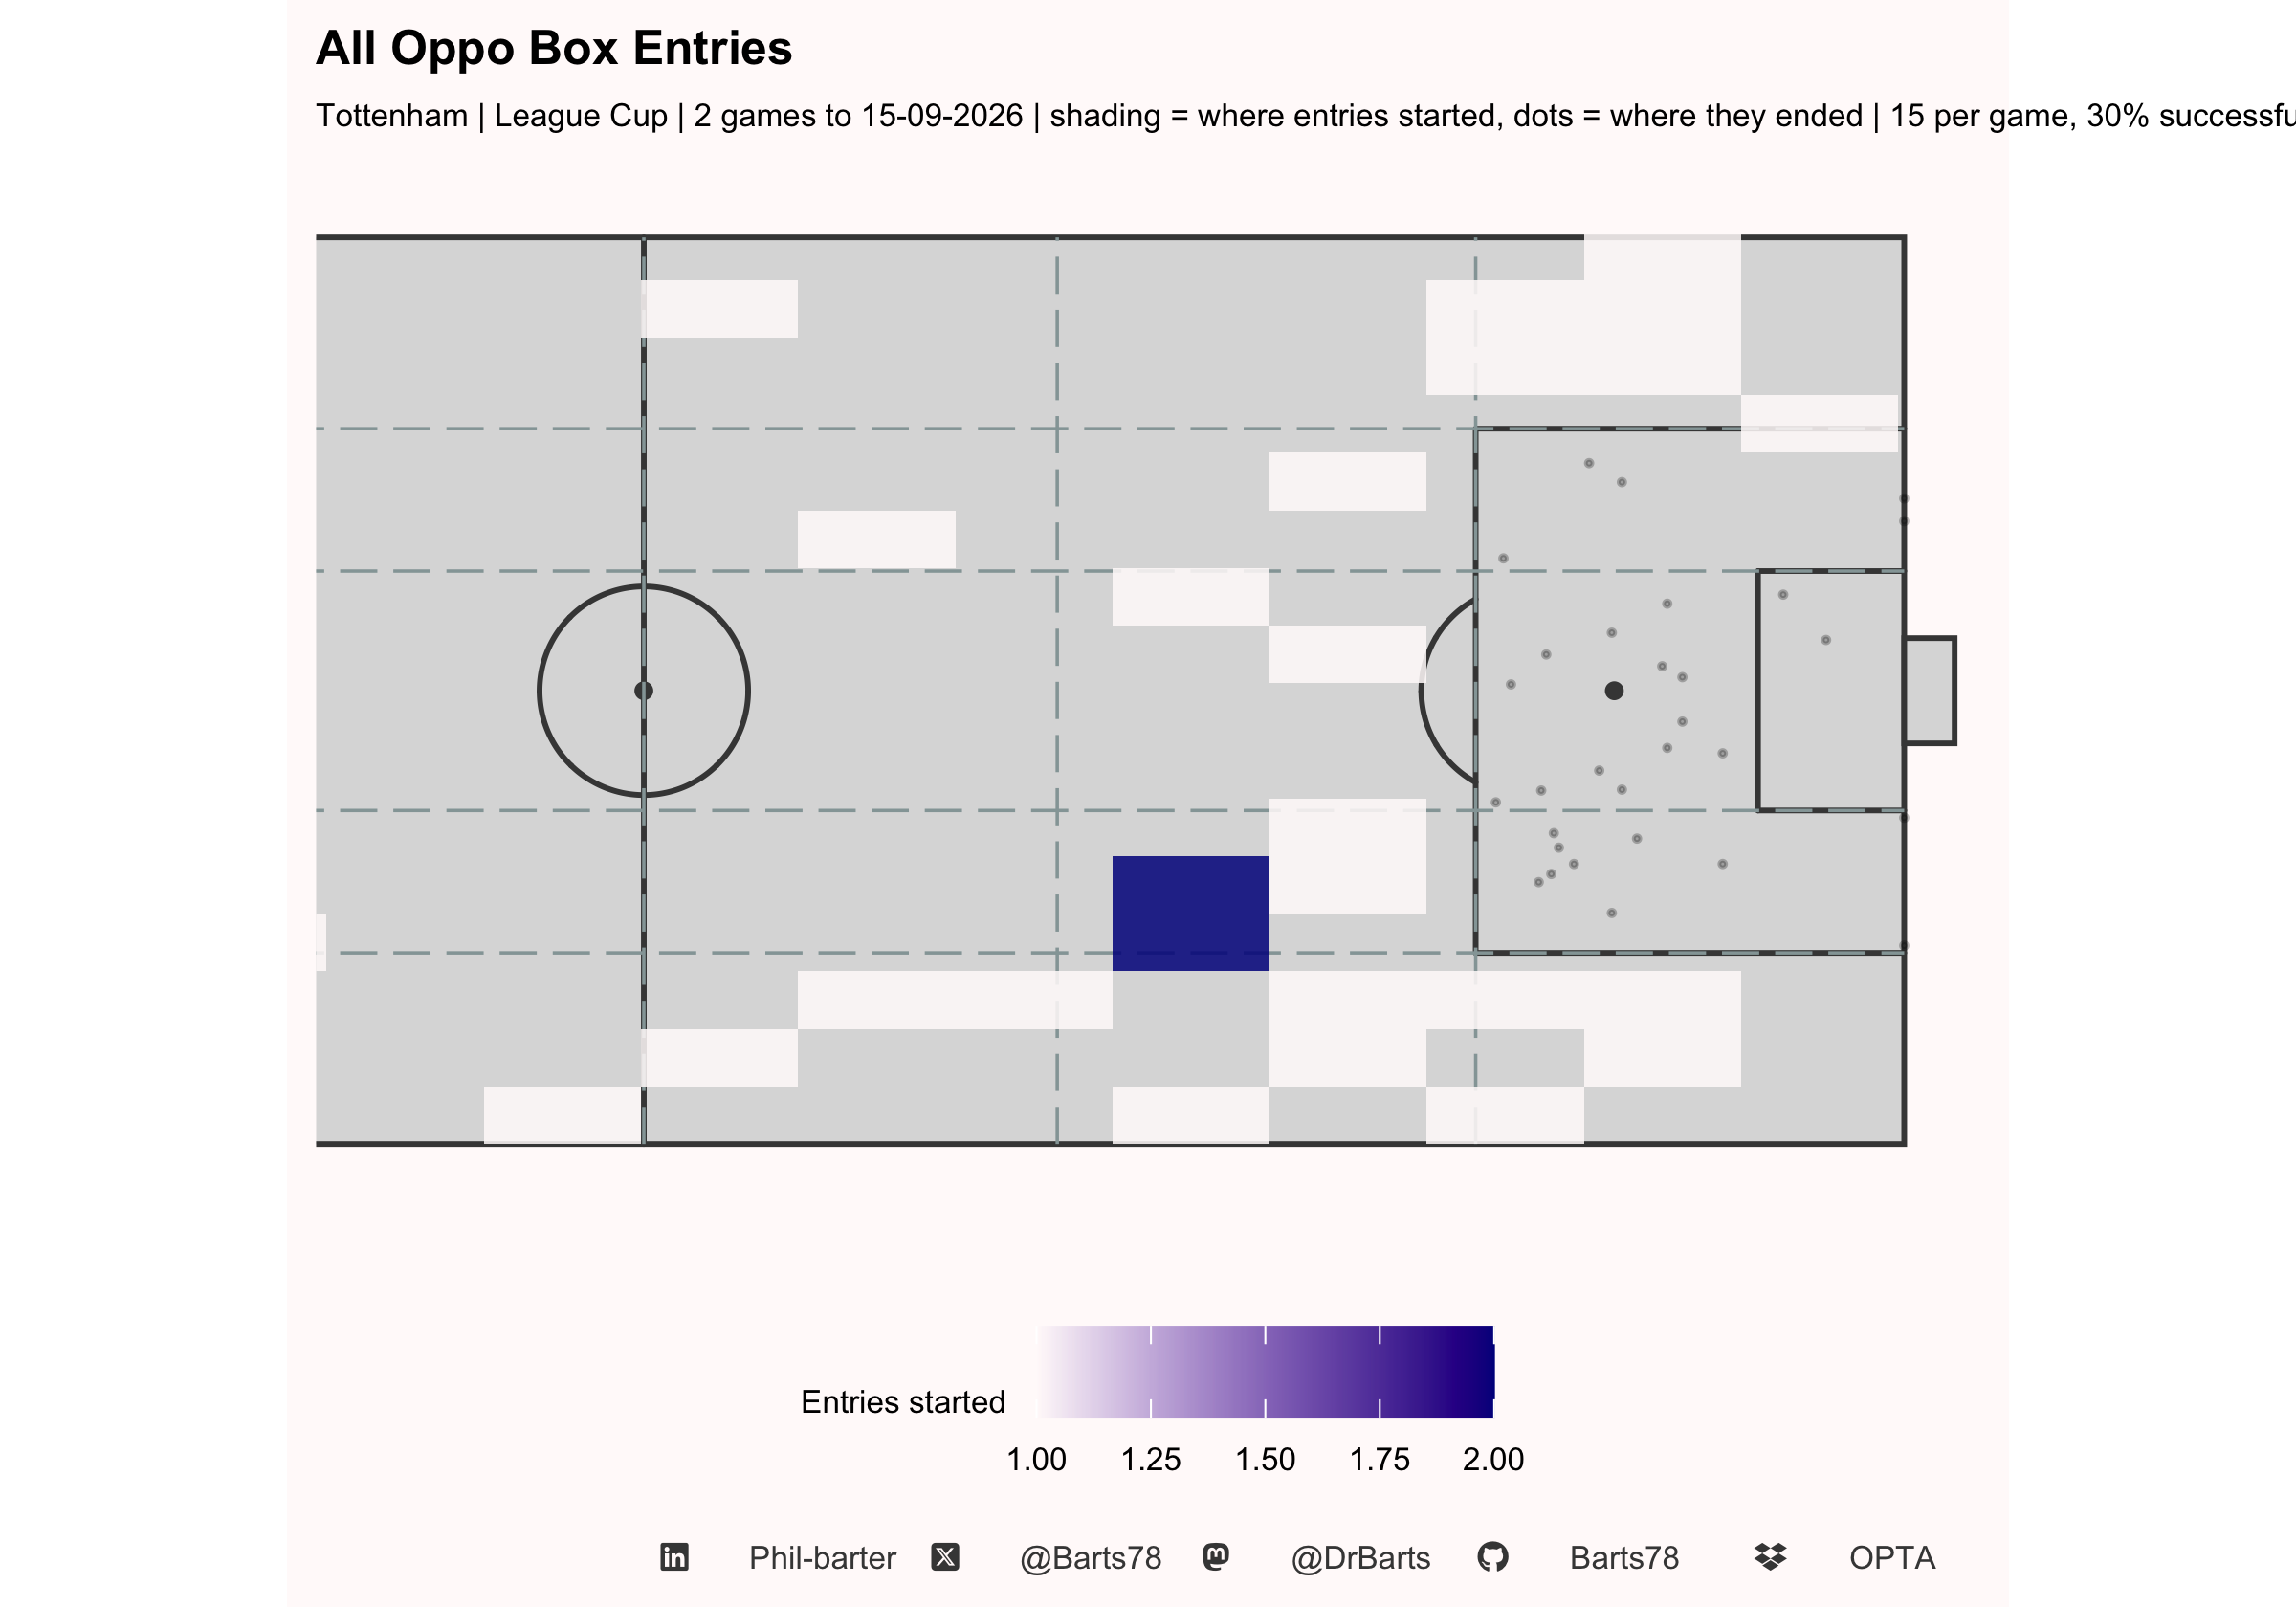 All Oppo Box Entries
Tottenham | League Cup | 2 games to 15-09-2026 | shading = where entries started, dots = where they ended | 15 per game, 30% successfu
Entries started
1.00 1.25 1.50 1.75 2.00
Phil-barter @Barts78 @DrBarts Barts78 OPTA